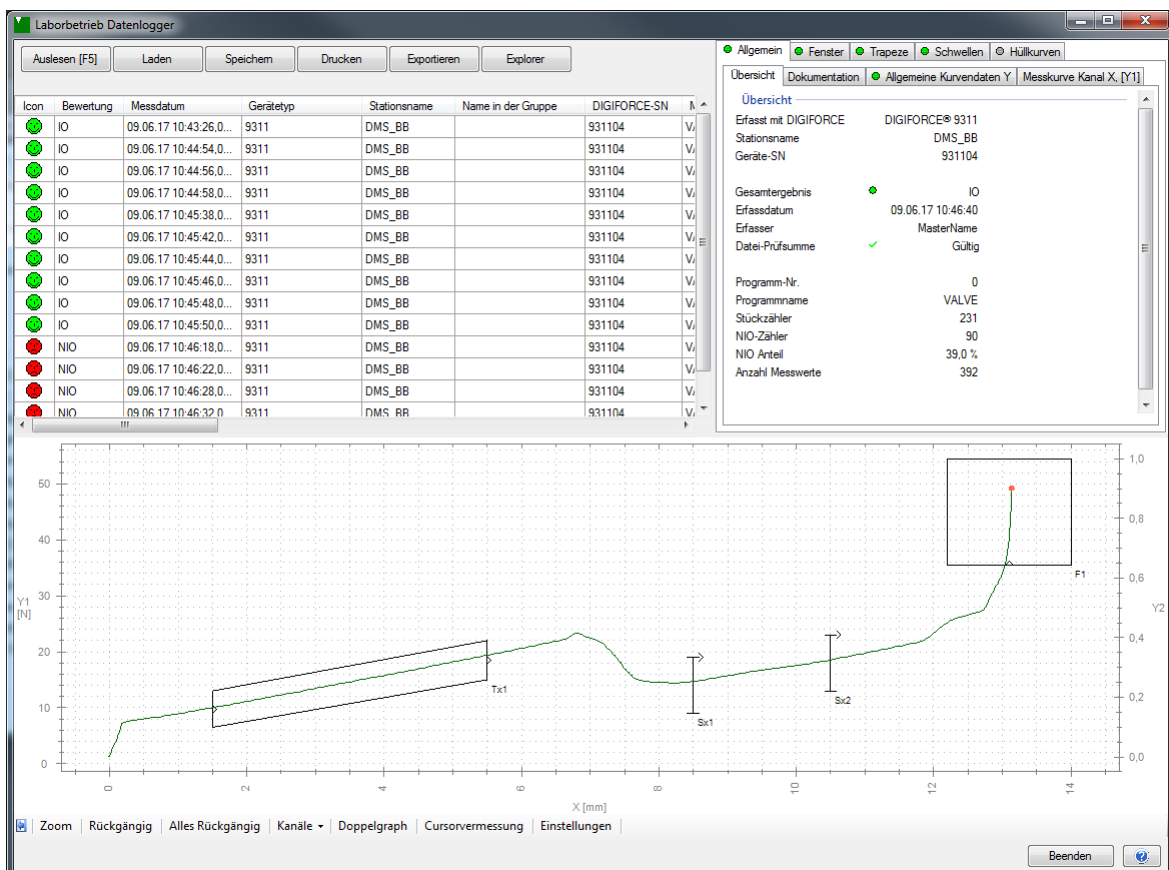 Laborbetrieb Datenlogger
Auslesen [F5] Laden Speichern Drucken Exportieren Explorer
Icon Bewertung Messdatum Gerätetyp Stationsname Name in der Gruppe DIGIFORCE-SN
IO 09.06.17 10:43:26,0... 9311 DMS_BB 931104
IO 09.06.17 10:44:54,0... 9311 DMS_BB 931104
IO 09.06.17 10:44:56,0... 9311 DMS_BB 931104
IO 09.06.17 10:44:58,0... 9311 DMS_BB 931104
IO 09.06.17 10:45:38,0... 9311 DMS_BB 931104
IO 09.06.17 10:45:42,0... 9311 DMS_BB 931104
IO 09.06.17 10:45:44,0... 9311 DMS_BB 931104
IO 09.06.17 10:45:46,0... 9311 DMS_BB 931104
IO 09.06.17 10:45:48,0... 9311 DMS_BB 931104
IO 09.06.17 10:45:50,0... 9311 DMS_BB 931104
NIO 09.06.17 10:46:18,0... 9311 DMS_BB 931104
NIO 09.06.17 10:46:22,0... 9311 DMS_BB 931104
NIO 09.06.17 10:46:28,0... 9311 DMS_BB 931104
NIO 09.06.17 10:46:32,0 9311 DMS_BB 931104
Allgemein Fenster Trapeze Schwellen Hüllkurven
Übersicht Dokumentation Allgemeine Kurvendaten Y Messkurve Kanal X, [Y1]
Übersicht
Erfasst mit DIGIFORCE DIGIFORCE® 9311
Stationsname DMS_BB
Geräte-SN 931104
Gesamtergebnis IO
Erfassdatum 09.06.17 10:46:40
Erfasser MasterName
Datei-Prüfsumme Gültig
Programm-Nr. 0
Programmname VALVE
Stückzähler 231
NIO-Zähler 90
NIO Anteil 39,0 %
Anzahl Messwerte 392
50
40
30
20
10
0
Y1
[N]
1,0
0,8
0,6
0,4
0,2
0,0
Y2
F1
Tx1
Sx1
Sx2
0 2 4 6 8 10 12 14
X [mm]
Zoom Rückgängig Alles Rückgängig Kanäle Doppelgraph Cursorvermessung Einstellungen
Beenden ?